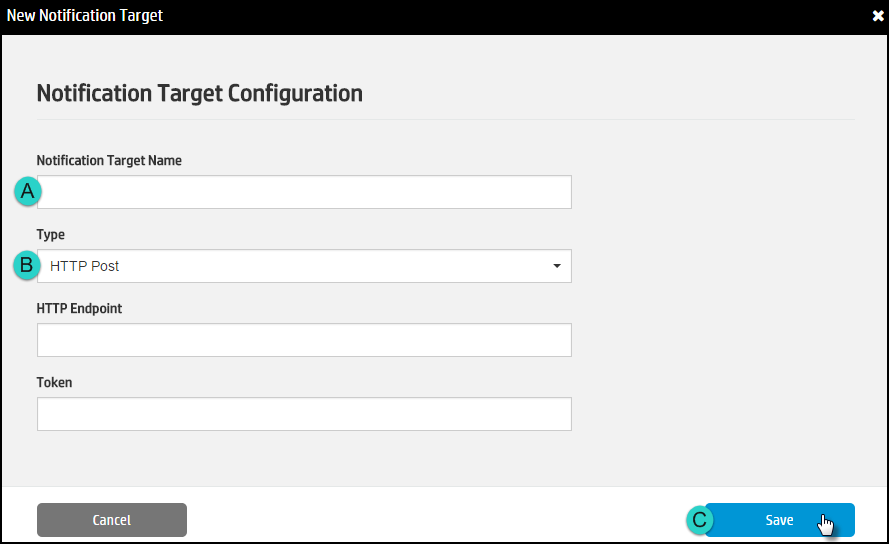 New Notification Target
Notification Target Configuration
Notification Target Name
A
Type
B HTTP Post
HTTP Endpoint
Token
Cancel
C Save